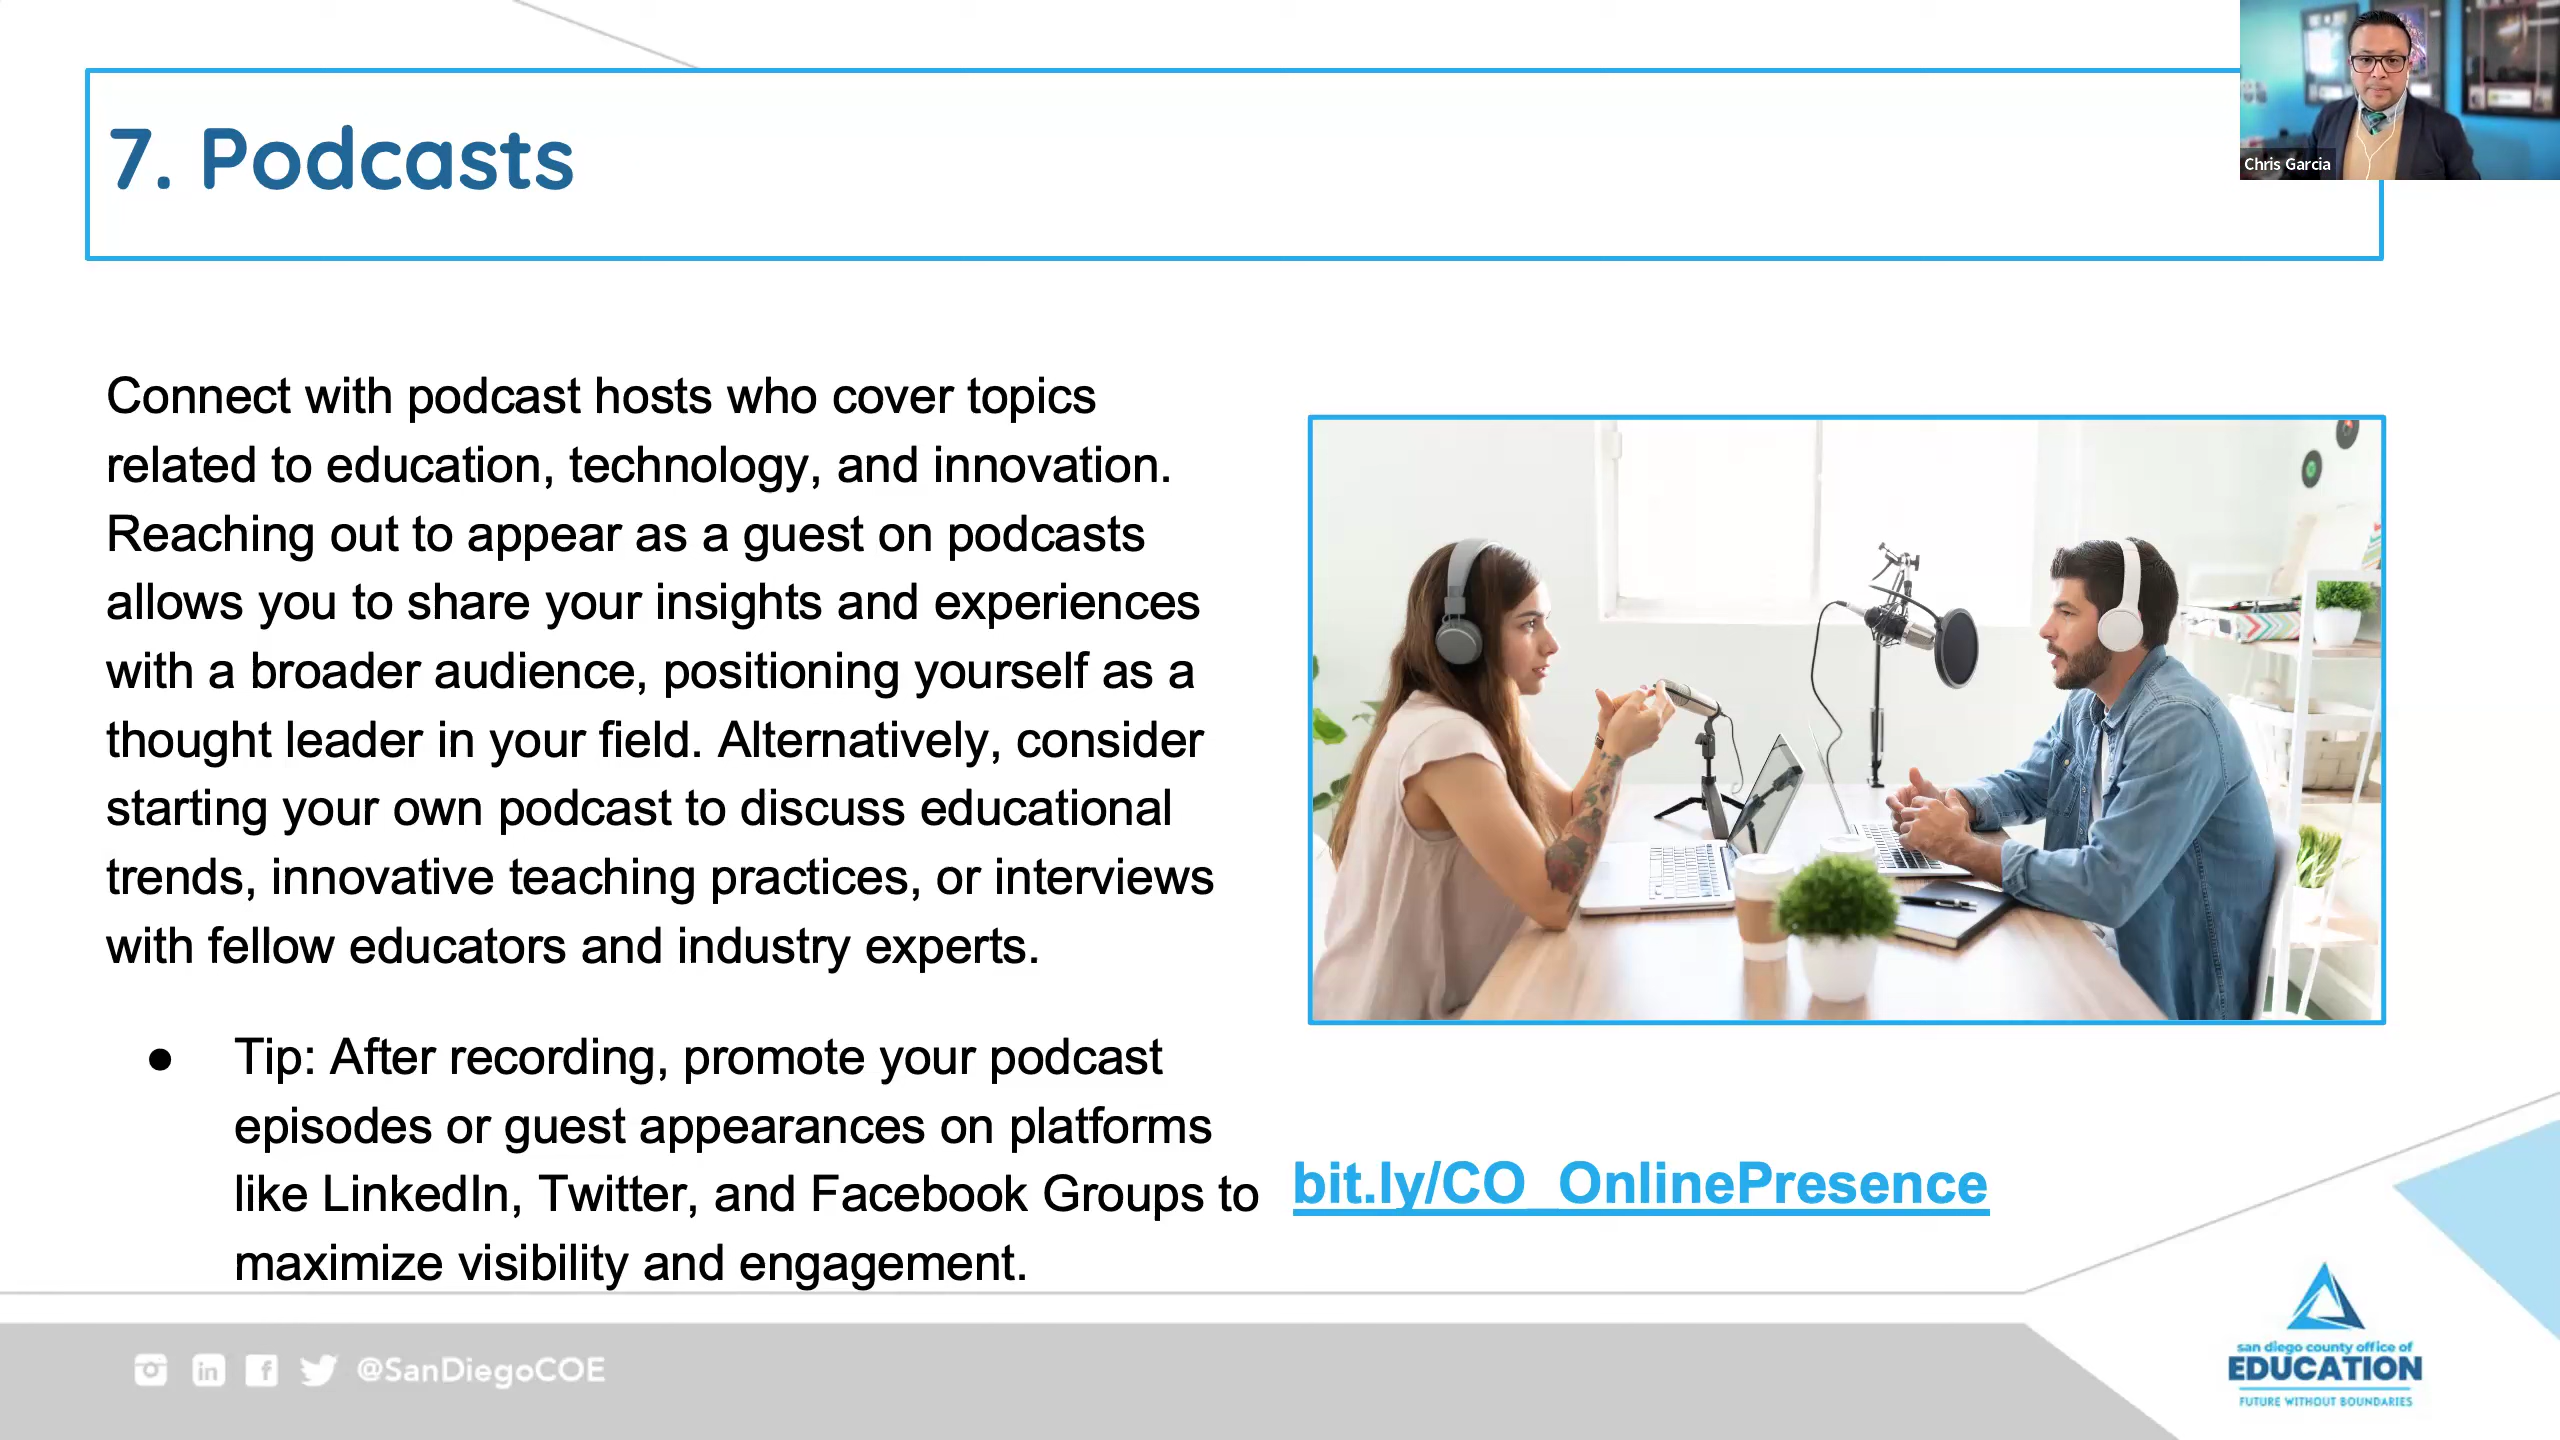 7. Podcasts
Chris Garcia
Connect with podcast hosts who cover topics
related to education, technology, and innovation.
Reaching out to appear as a guest on podcasts
allows you to share your insights and experiences
with a broader audience, positioning yourself as a
thought leader in your field. Alternatively, consider
starting your own podcast to discuss educational
trends, innovative teaching practices, or interviews
with fellow educators and industry experts.
● Tip: After recording, promote your podcast
episodes or guest appearances on platforms
like LinkedIn, Twitter, and Facebook Groups to
maximize visibility and engagement.
bit.ly/CO_OnlinePresence
@SanDiegoCOE
san diego county office of
EDUCATION
FUTURE WITHOUT BOUNDARIES